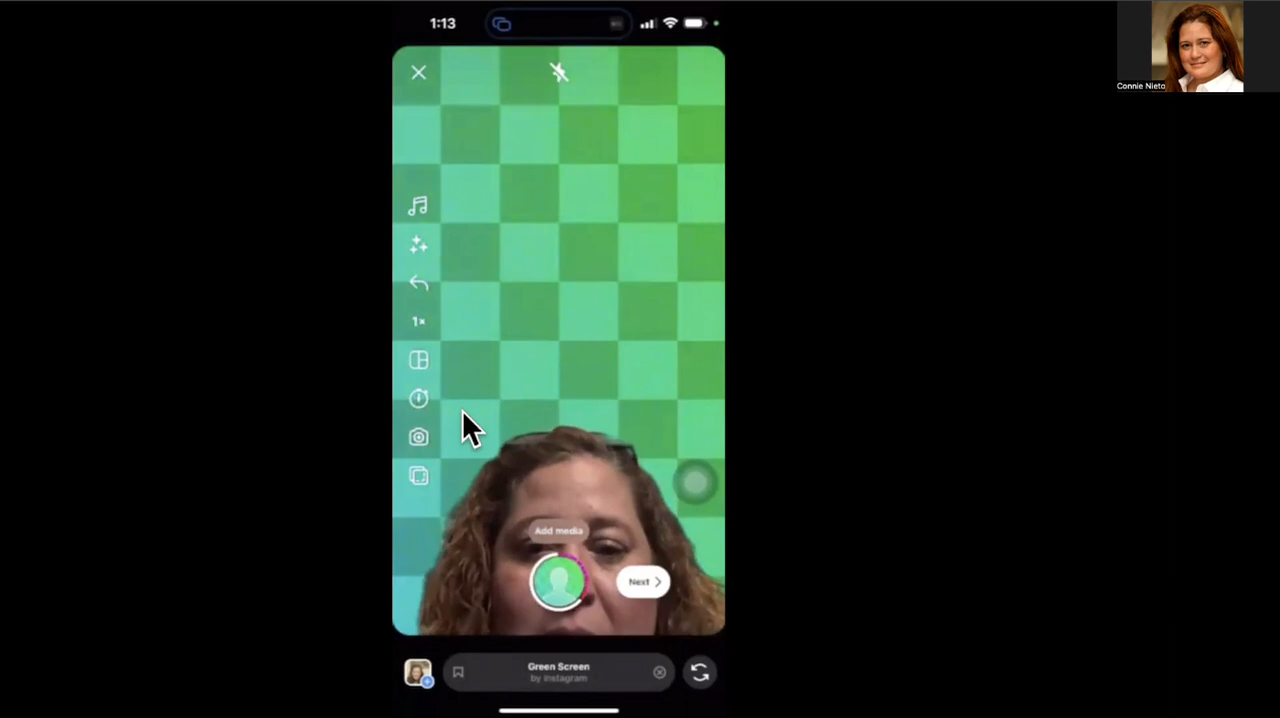 1:13
Connie Nieto
1×
Add media
Next
Green Screen
by Instagram